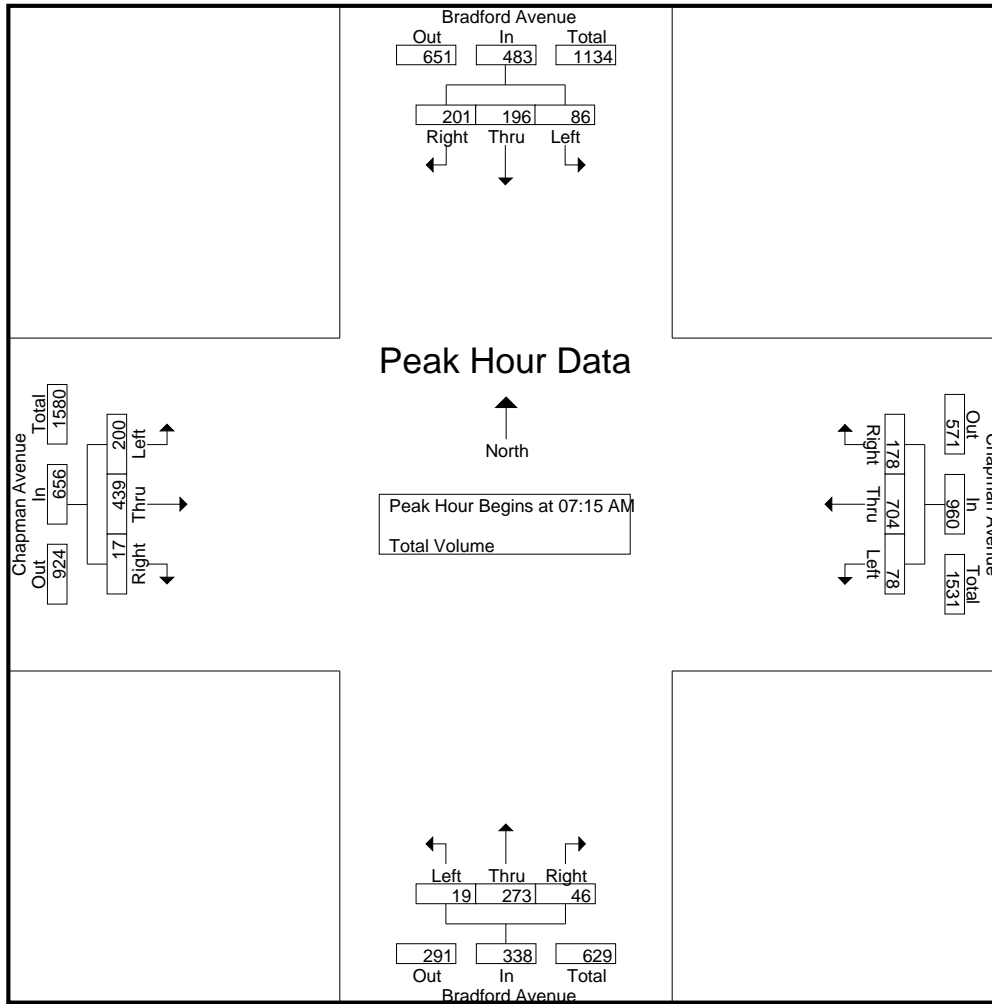 Bradford Avenue
Out In Total
651 483 1134
201 196 86
Right Thru Left
Peak Hour Data
North
Peak Hour Begins at 07:15 AM
Total Volume
Chapman Avenue
Out In Total
924 656 1580
Left Thru Right
200 439 17
Chapman Avenue
Out In Total
571 960 1531
178 704 78
Right Thru Left
Left Thru Right
19 273 46
291 338 629
Out In Total
Bradford Avenue